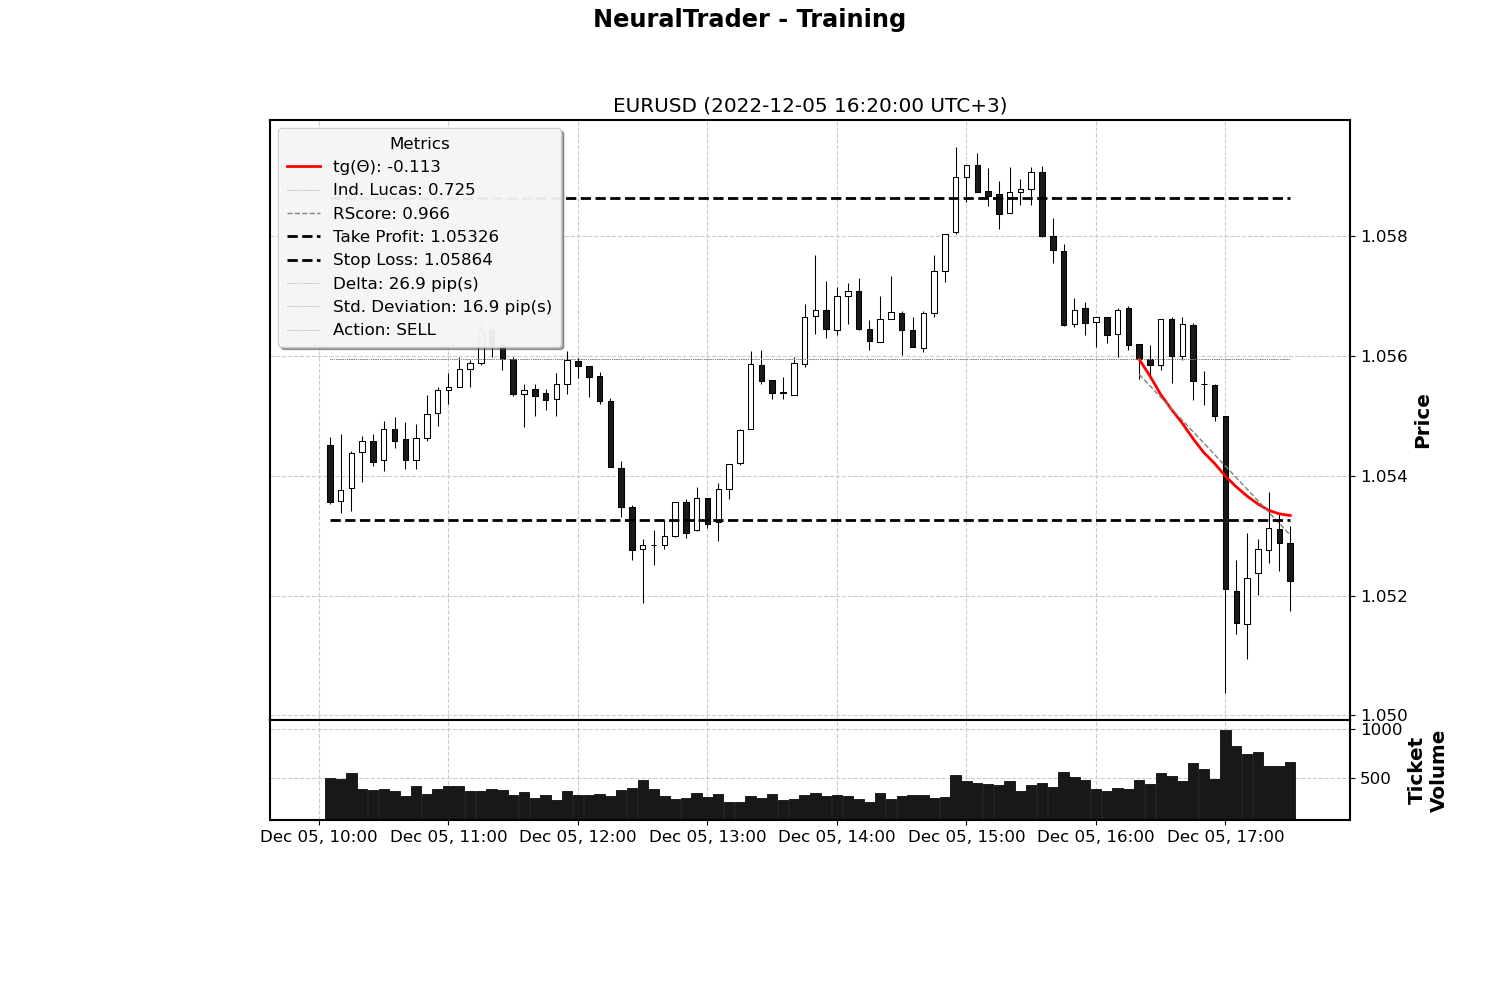 NeuralTrader - Training
EURUSD (2022-12-05 16:20:00 UTC+3)
Metrics
tg(Θ): -0.113
Ind. Lucas: 0.725
RScore: 0.966
Take Profit: 1.05326
Stop Loss: 1.05864
Delta: 26.9 pip(s)
Std. Deviation: 16.9 pip(s)
Action: SELL
1.058
1.056
1.054
1.052
1.050
Price
1000
500
Ticket
Volume
Dec 05, 10:00
Dec 05, 11:00
Dec 05, 12:00
Dec 05, 13:00
Dec 05, 14:00
Dec 05, 15:00
Dec 05, 16:00
Dec 05, 17:00